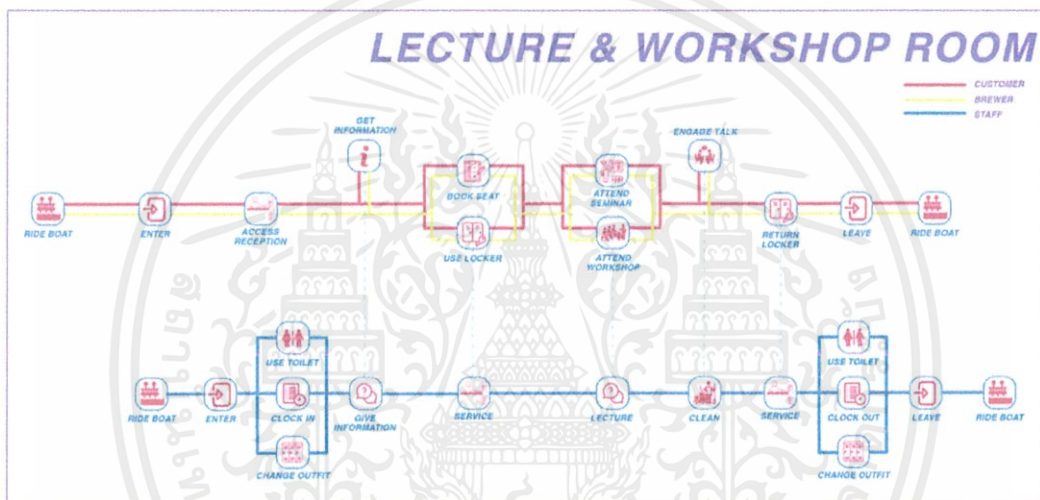 LECTURE & WORKSHOP ROOM
CUSTOMER
BREWER
STAFF
GET
INFORMATION
ENGAGE TALK
BOOK SEAT
ATTEND
SEMINAR
RIDE BOAT
ENTER
ACCESS
RECEPTION
USE LOCKER
ATTEND
WORKSHOP
RETURN
LOCKER
LEAVE
RIDE BOAT
USE TOILET
USE TOILET
RIDE BOAT
ENTER
CLOCK IN
GIVE
INFORMATION
SERVICE
LECTURE
CLEAN
SERVICE
CLOCK OUT
LEAVE
RIDE BOAT
CHANGE OUTFIT
CHANGE OUTFIT